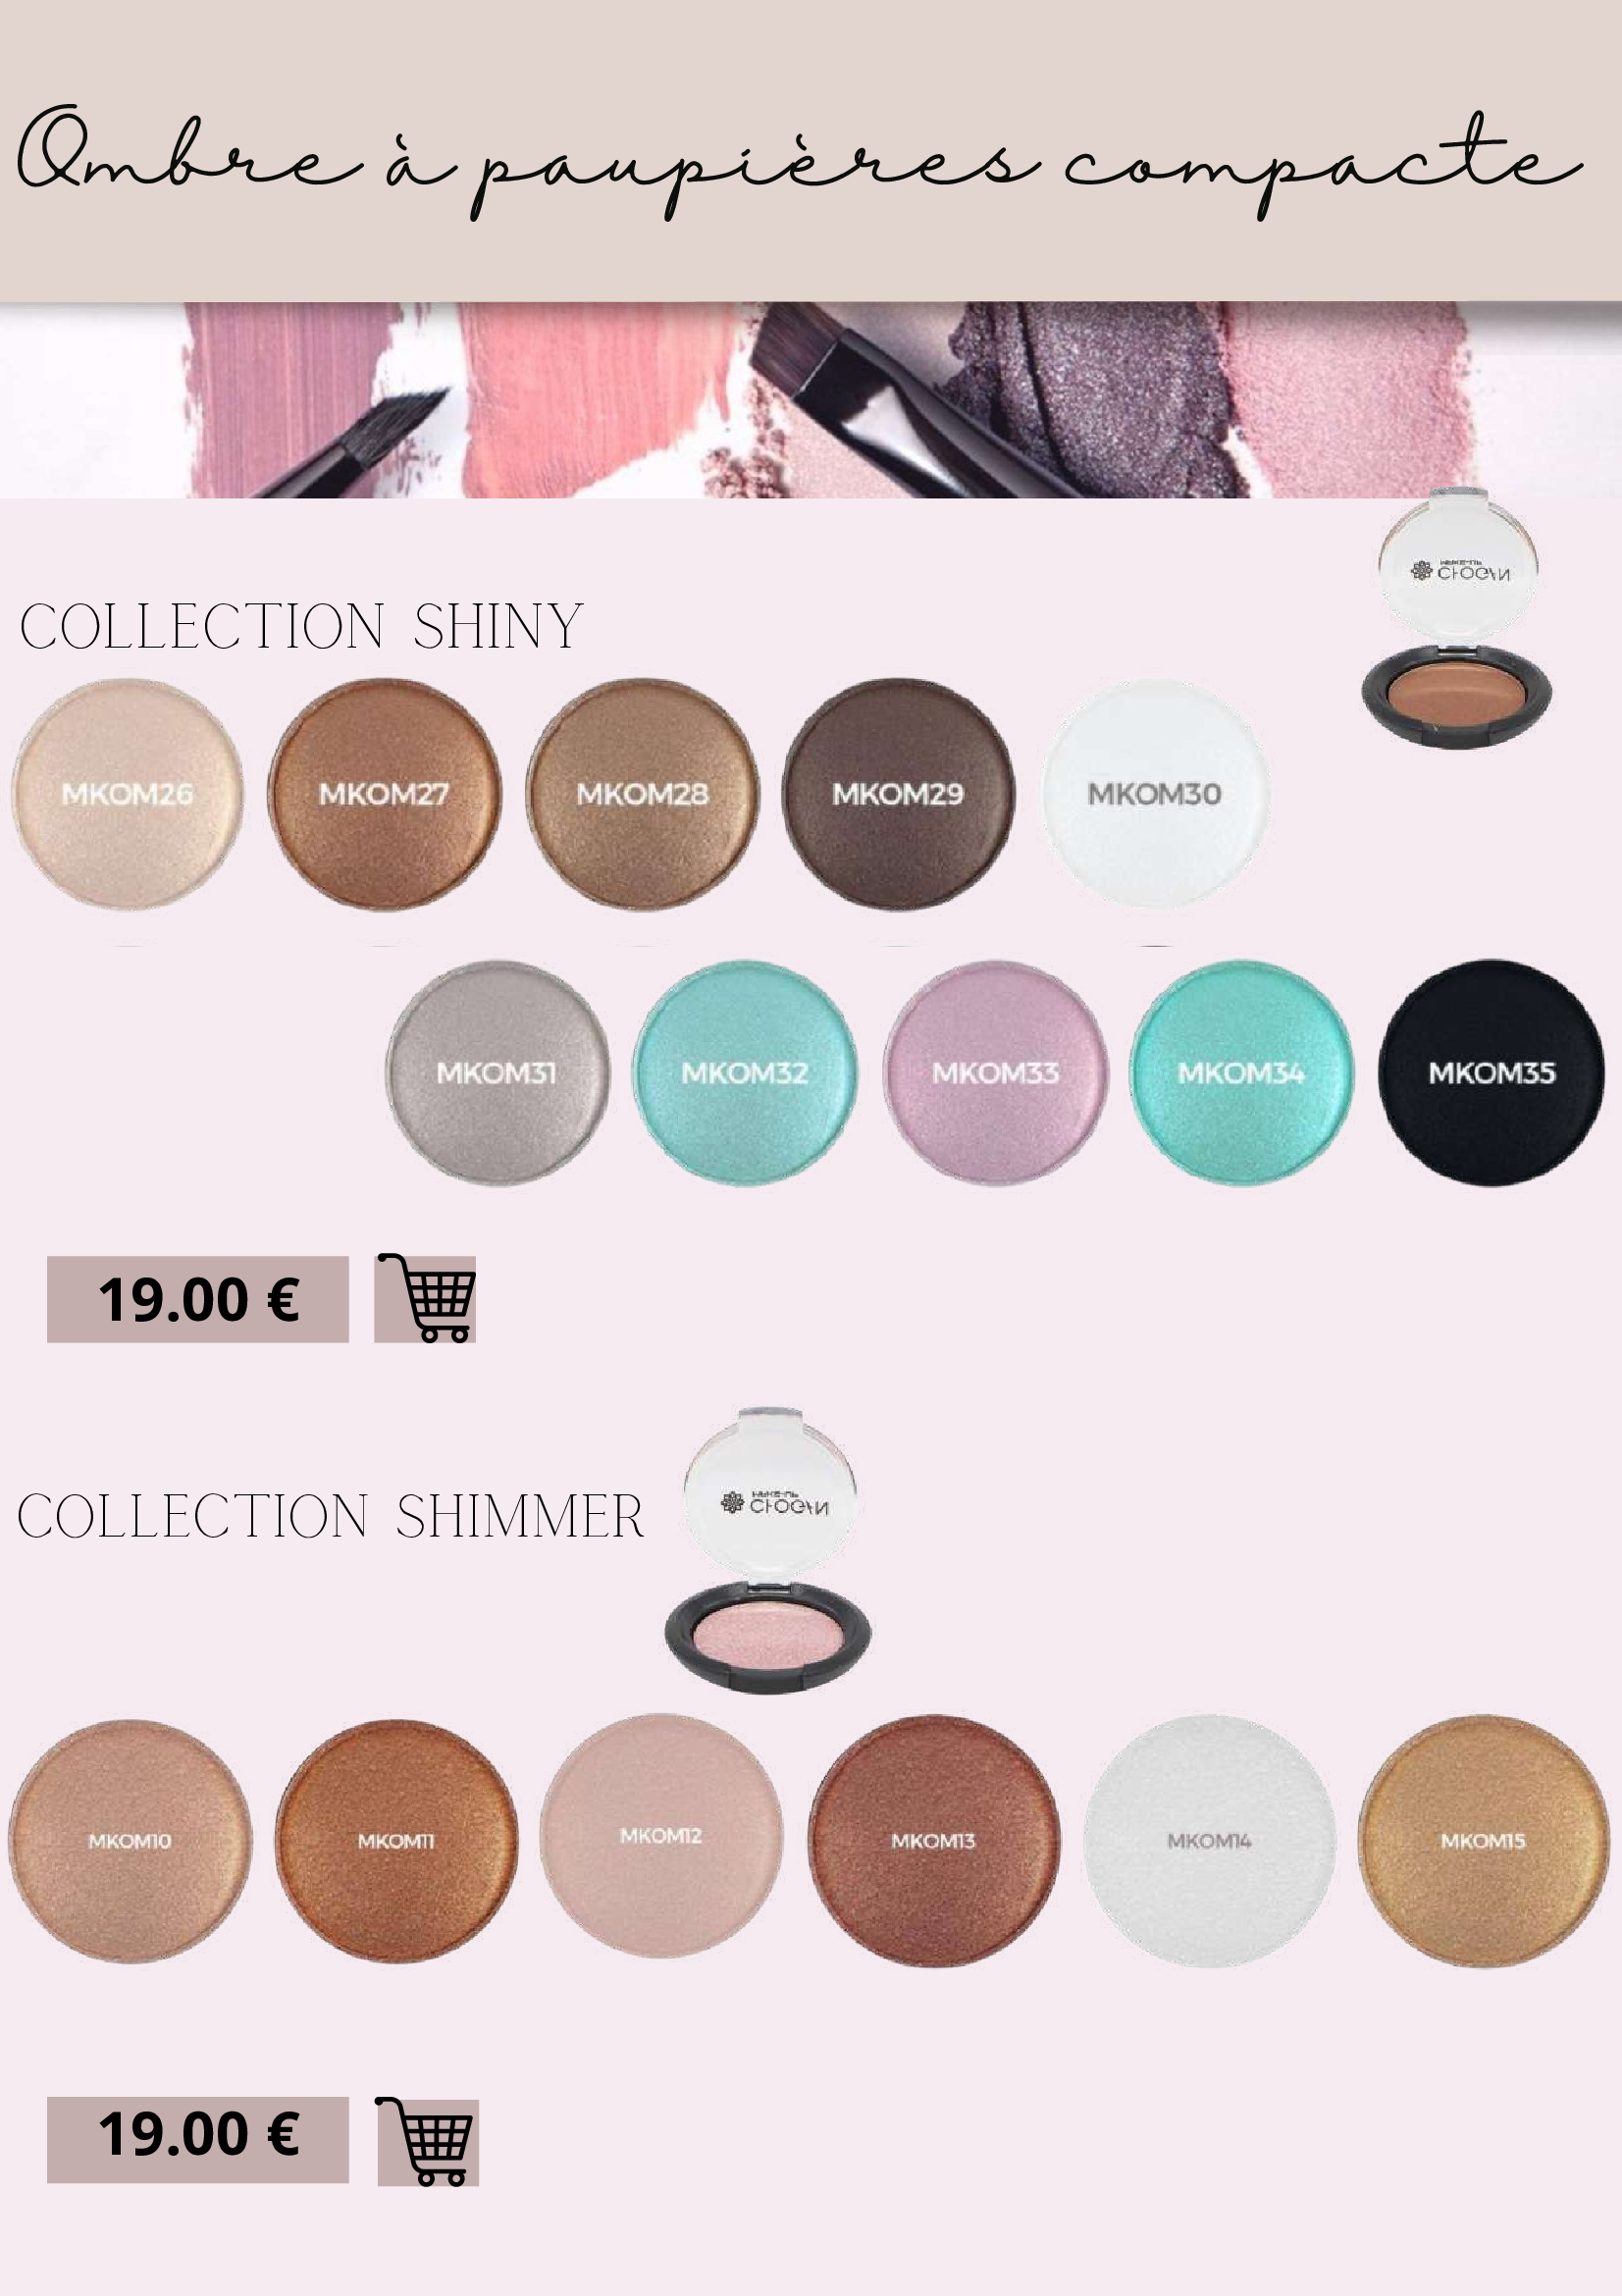 Ombre à paupières compacte
COLLECTION SHINY
MKOM26 MKOM27 MKOM28 MKOM29 MKOM30
MKOM31 MKOM32 MKOM33 MKOM34 MKOM35
19.00 €
COLLECTION SHIMMER
MKOM10 MKOM11 MKOM12 MKOM13 MKOM14 MKOM15
19.00 €